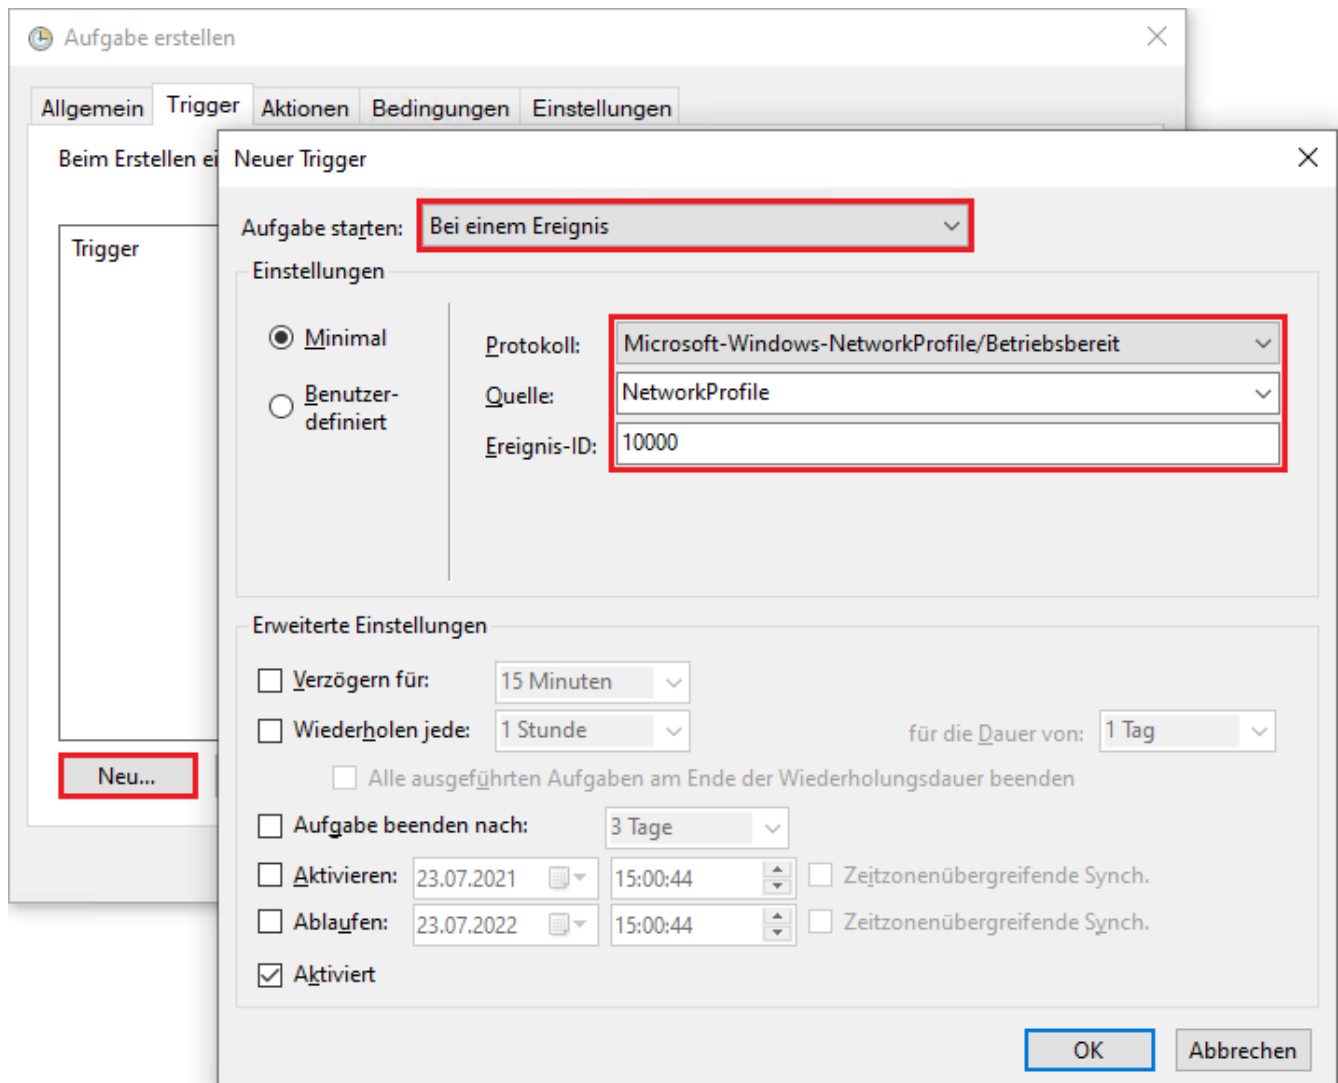 Aufgabe erstellen
Allgemein Trigger Aktionen Bedingungen Einstellungen
Beim Erstellen ei
Trigger
Neu...
Neuer Trigger
Aufgabe starten: Bei einem Ereignis
Einstellungen
Minimal
Benutzer-
definiert
Protokoll: Microsoft-Windows-NetworkProfile/Betriebsbereit
Quelle: NetworkProfile
Ereignis-ID: 10000
Erweiterte Einstellungen
Verzögern für: 15 Minuten
Wiederholen jede: 1 Stunde für die Dauer von: 1 Tag
Alle ausgeführten Aufgaben am Ende der Wiederholungsdauer beenden
Aufgabe beenden nach: 3 Tage
Aktivieren: 23.07.2021 15:00:44 Zeitzonenübergreifende Synch.
Ablaufen: 23.07.2022 15:00:44 Zeitzonenübergreifende Synch.
Aktiviert
OK Abbrechen